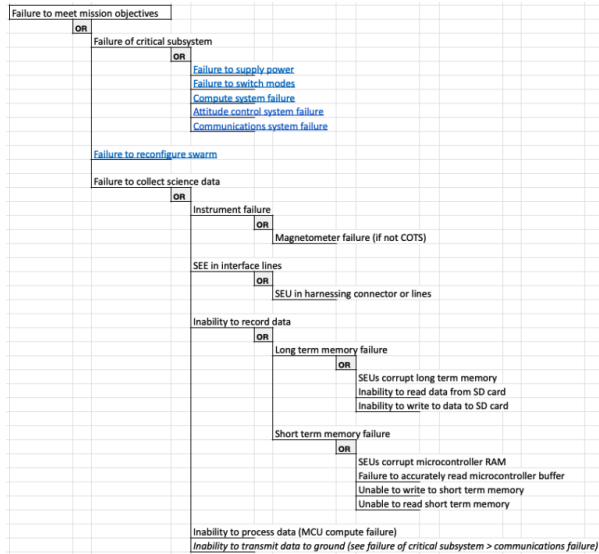 Failure to meet mission objectives
OR
Failure of critical subsystem
OR
Failure to supply power
Failure to switch modes
Compute system failure
Attitude control system failure
Communications system failure
Failure to reconfigure swarm
Failure to collect science data
OR
Instrument failure
OR
Magnetometer failure (if not COTS)
SEE in interface lines
OR
SEU in harnessing connector or lines
Inability to record data
OR
Long term memory failure
OR
SEUs corrupt long term memory
Inability to read data from SD card
Inability to write to data to SD card
Short term memory failure
OR
SEUs corrupt microcontroller RAM
Failure to accurately read microcontroller buffer
Unable to write to short term memory
Unable to read short term memory
Inability to process data (MCU compute failure)
Inability to transmit data to ground (see failure of critical subsystem > communications failure)